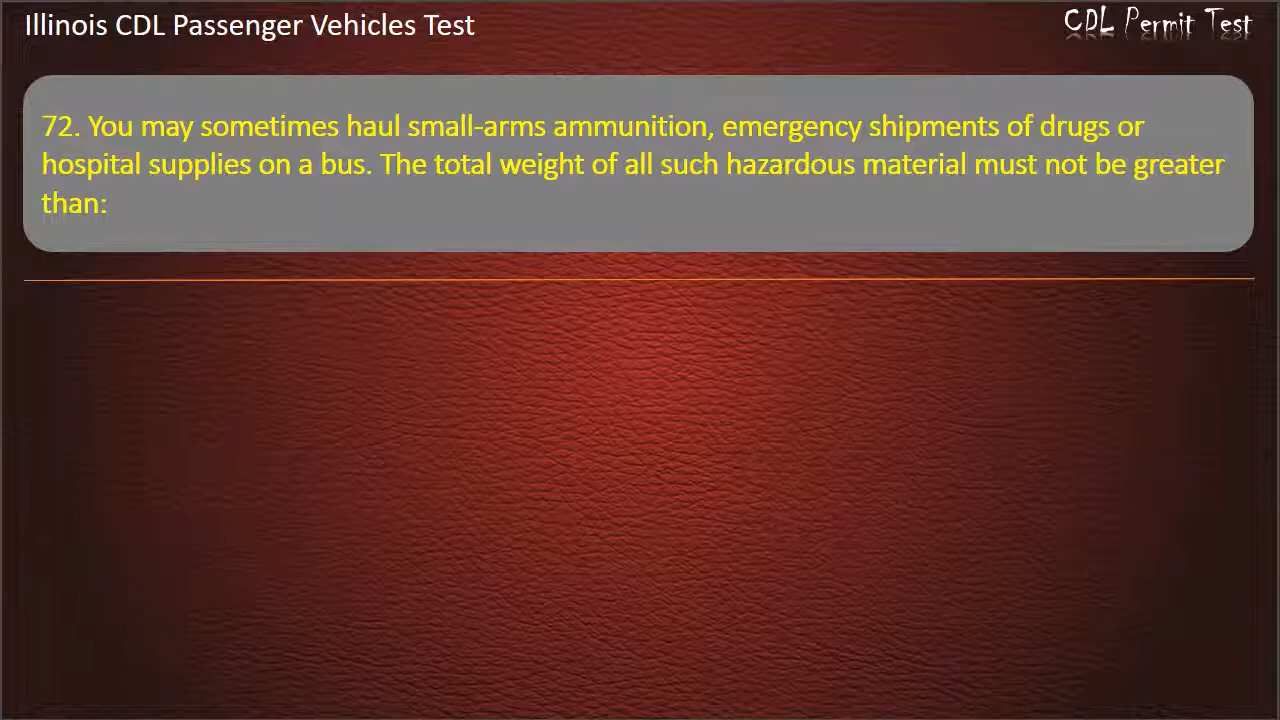 Illinois CDL Passenger Vehicles Test
CDL Permit Test
72. You may sometimes haul small-arms ammunition, emergency shipments of drugs or
hospital supplies on a bus. The total weight of all such hazardous material must not be greater
than: